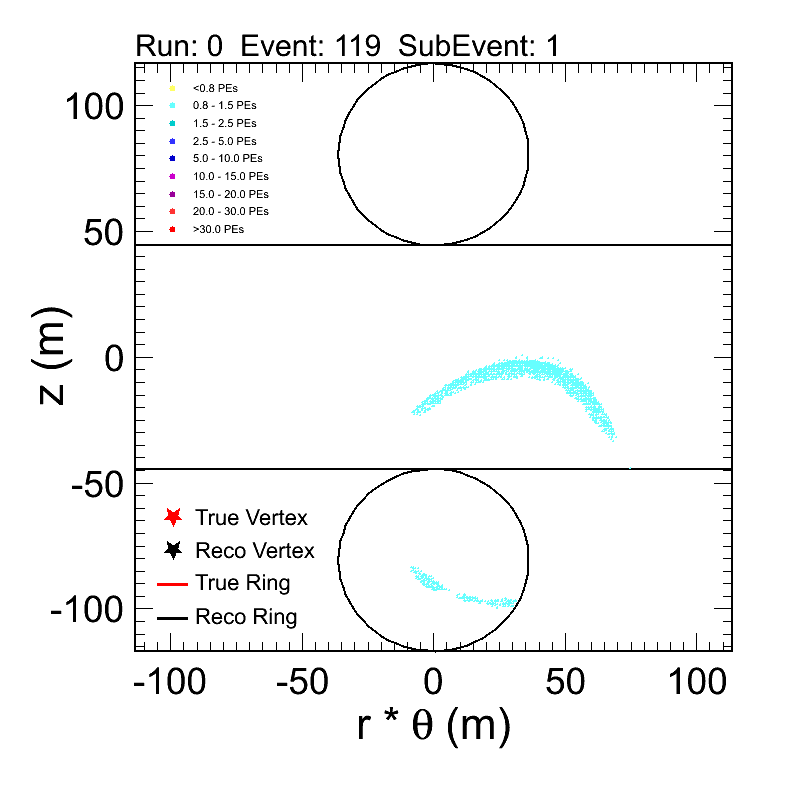 Run: 0 Event: 119 SubEvent: 1
<0.8 PEs
0.8 - 1.5 PEs
1.5 - 2.5 PEs
2.5 - 5.0 PEs
5.0 - 10.0 PEs
10.0 - 15.0 PEs
15.0 - 20.0 PEs
20.0 - 30.0 PEs
>30.0 PEs
100
50
0
-50
-100
z (m)
True Vertex
Reco Vertex
True Ring
Reco Ring
-100 -50 0 50 100
r * θ (m)